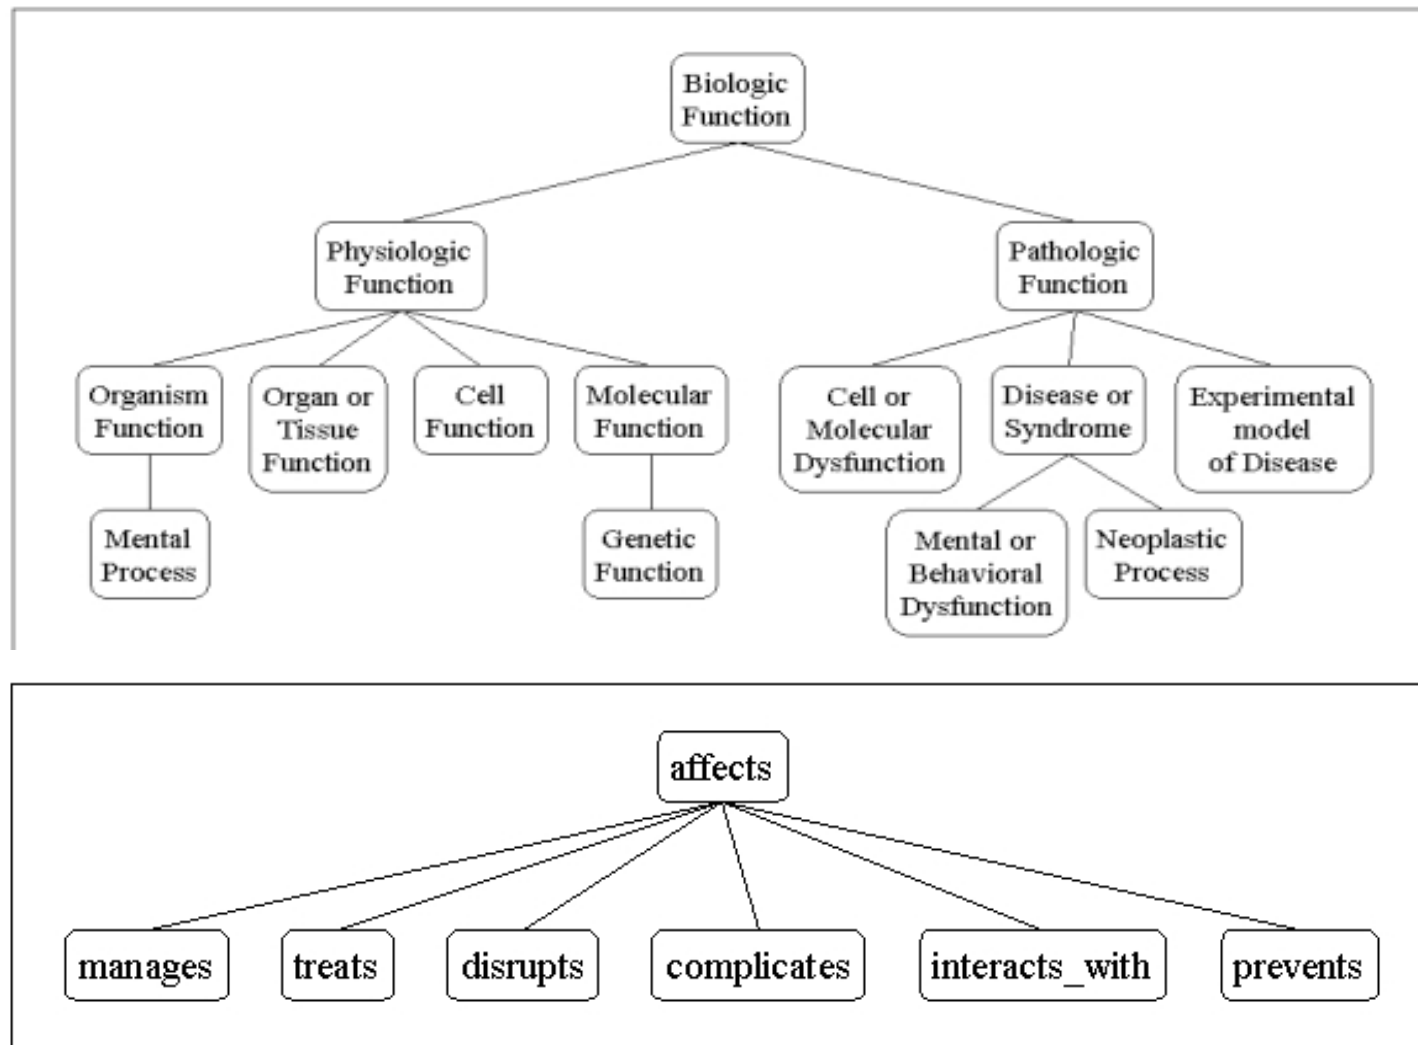 Biologic
Function
Physiologic
Function
Pathologic
Function
Organism
Function
Organ or
Tissue
Function
Cell
Function
Molecular
Function
Cell or
Molecular
Dysfunction
Disease or
Syndrome
Experimental
model
of Disease
Mental
Process
Genetic
Function
Mental or
Behavioral
Dysfunction
Neoplastic
Process
affects
manages
treats
disrupts
complicates
interacts_with
prevents